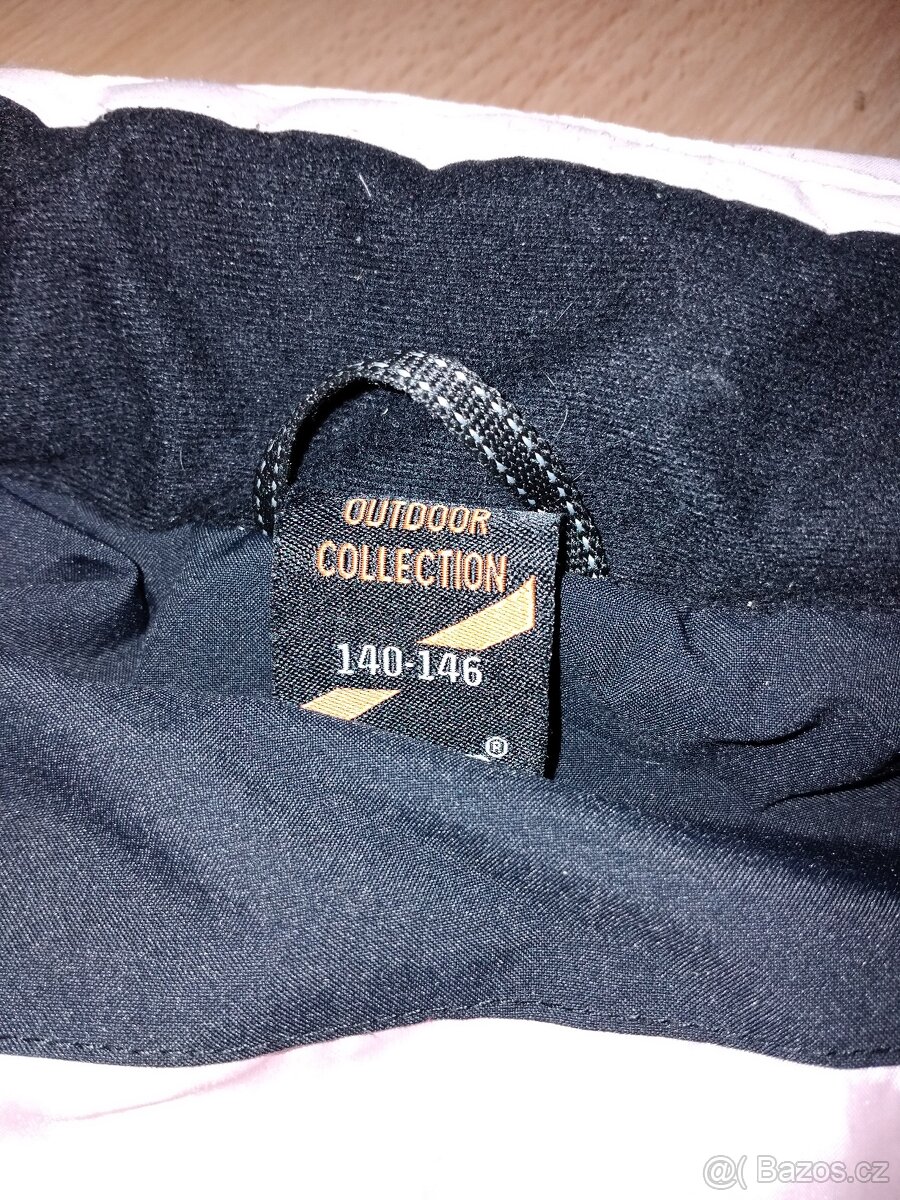 OUTDOOR
COLLECTION
140-146
®
@( Bazos.cz